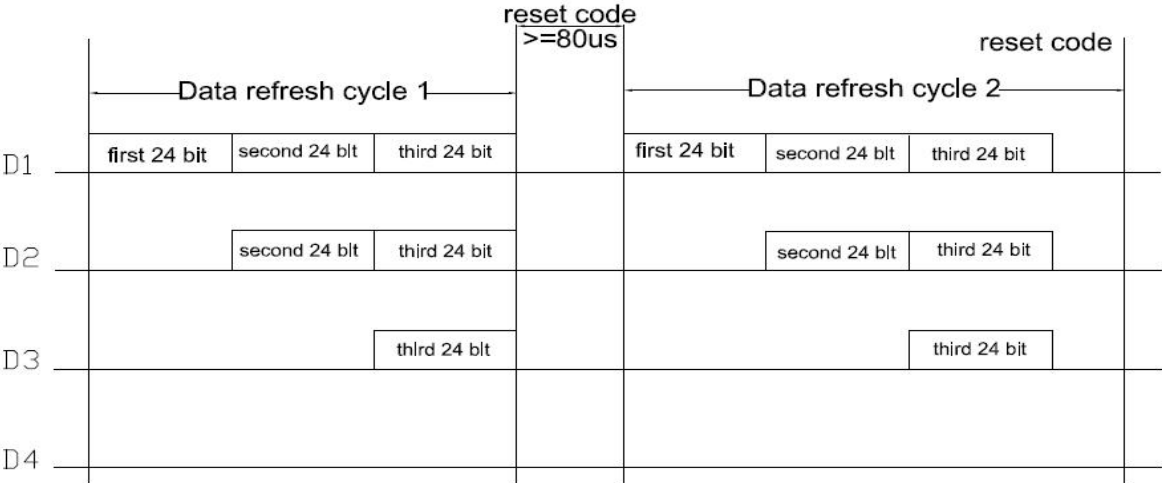 reset code
>=80us
reset code
Data refresh cycle 1
Data refresh cycle 2
D1 first 24 bit second 24 blt third 24 bit first 24 bit second 24 blt third 24 bit
D2 second 24 blt third 24 bit second 24 blt third 24 bit
D3 thlrd 24 blt third 24 bit
D4